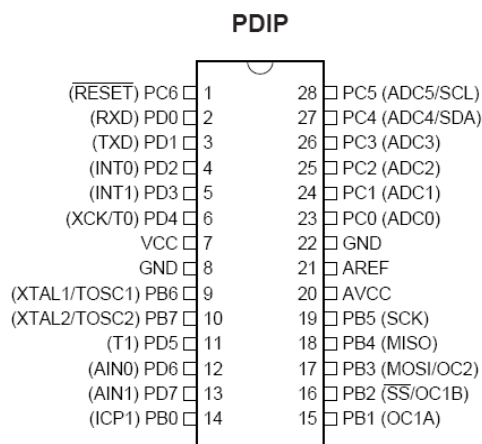 PDIP
(RESET) PC6 1 28 PC5 (ADC5/SCL)
(RXD) PD0 2 27 PC4 (ADC4/SDA)
(TXD) PD1 3 26 PC3 (ADC3)
(INT0) PD2 4 25 PC2 (ADC2)
(INT1) PD3 5 24 PC1 (ADC1)
(XCK/T0) PD4 6 23 PC0 (ADC0)
VCC 7 22 GND
GND 8 21 AREF
(XTAL1/TOSC1) PB6 9 20 AVCC
(XTAL2/TOSC2) PB7 10 19 PB5 (SCK)
(T1) PD5 11 18 PB4 (MISO)
(AIN0) PD6 12 17 PB3 (MOSI/OC2)
(AIN1) PD7 13 16 PB2 (SS/OC1B)
(ICP1) PB0 14 15 PB1 (OC1A)